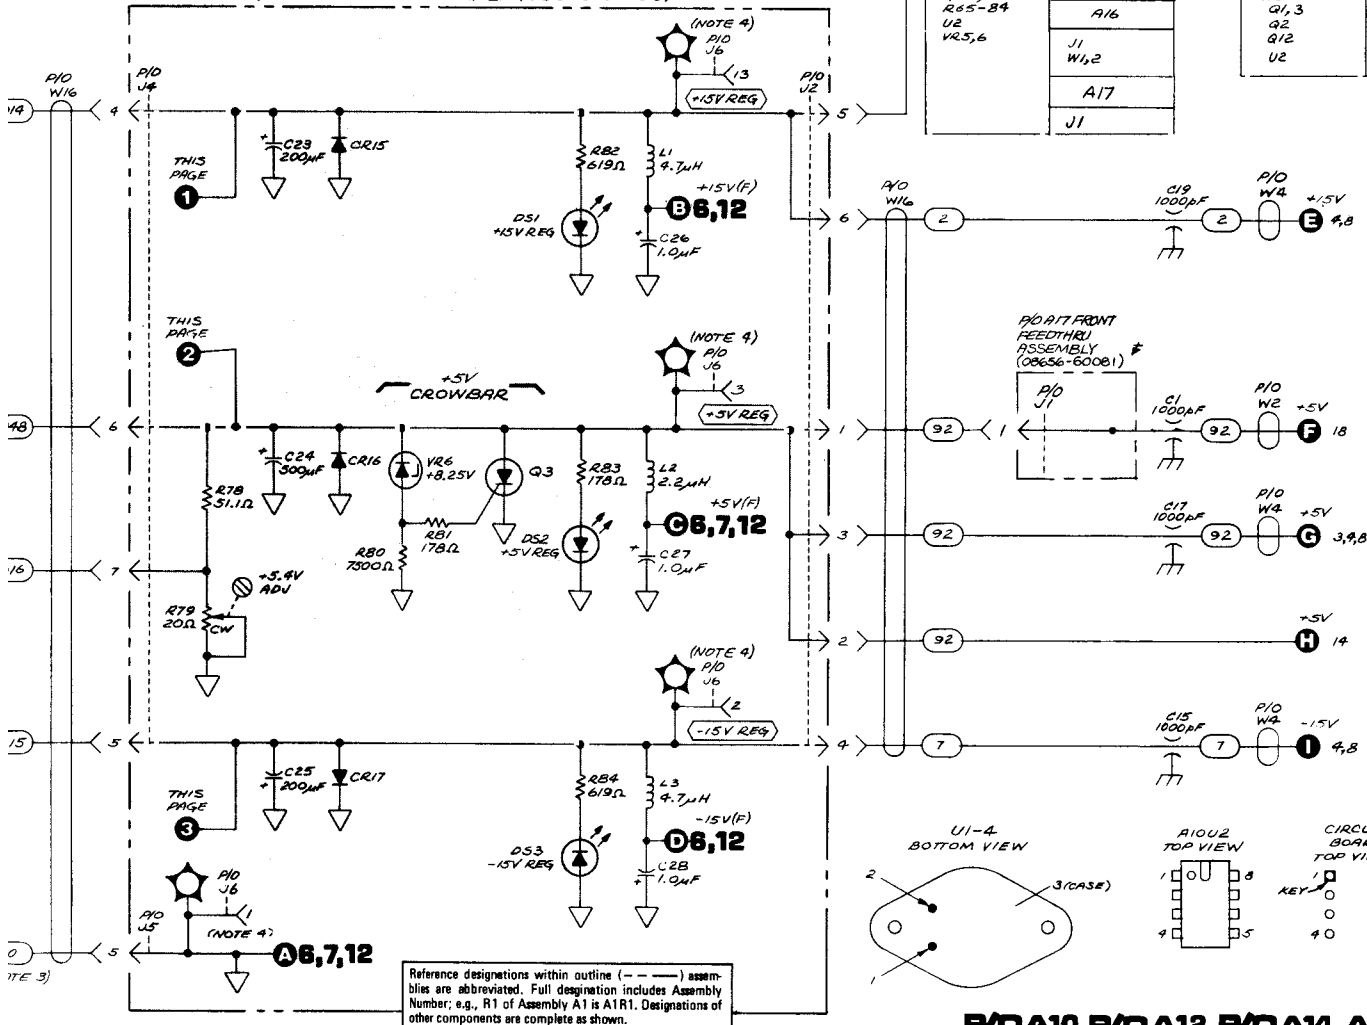 R65-84
U2
VR5,6
A16
J1
W1,2
A17
J1
Q1,3
Q2
Q12
U2
P/O
W16
P/O
J4
(NOTE 4)
P/O
J6
13
+15V REG
P/O
J2
4
5
THIS
PAGE
1
C23
200µF
CR15
R82
619Ω
L1
4.7µH
+15V(F)
B 6,12
DS1
+15V REG
C26
1.0µF
6
P/O
W16
2
C19
1000pF
2
P/O
W4
+15V
E 4,8
THIS
PAGE
2
+5V
CROWBAR
(NOTE 4)
P/O
J6
3
+5V REG
P/O A17 FRONT
FEEDTHRU
ASSEMBLY
(08656-60081)
P/O
J1
6
C24
500µF
CR16
VR6
+8.25V
Q3
R83
178Ω
L2
2.2µH
1
92
1
C1
1000pF
92
P/O
W2
+5V
F 18
R78
51.1Ω
R81
178Ω
R80
7500Ω
DS2
+5V REG
+5V(F)
C 6,7,12
C27
1.0µF
3
92
C17
1000pF
92
P/O
W4
+5V
G 3,4,8
7
+5.4V
ADJ
R79
20Ω
CW
2
92
+5V
H 14
(NOTE 4)
P/O
J6
2
-15V REG
5
4
7
C15
1000pF
7
P/O
W4
-15V
I 4,8
THIS
PAGE
3
C25
200µF
CR17
R84
619Ω
L3
4.7µH
-15V(F)
D 6,12
DS3
-15V REG
C28
1.0µF
P/O
J6
1
(NOTE 4)
P/O
J5
5
A 6,7,12
U1-4
BOTTOM VIEW
2
3(CASE)
1
A10U2
TOP VIEW
1
8
4
5
TOP VI
1
KEY
4
Reference designations within outline (– – ——) assem-
blies are abbreviated. Full desgination includes Assembly
Number; e.g., R1 of Assembly A1 is A1R1. Designations of
other components are complete as shown.
P/O A10 P/O A12 P/O A14